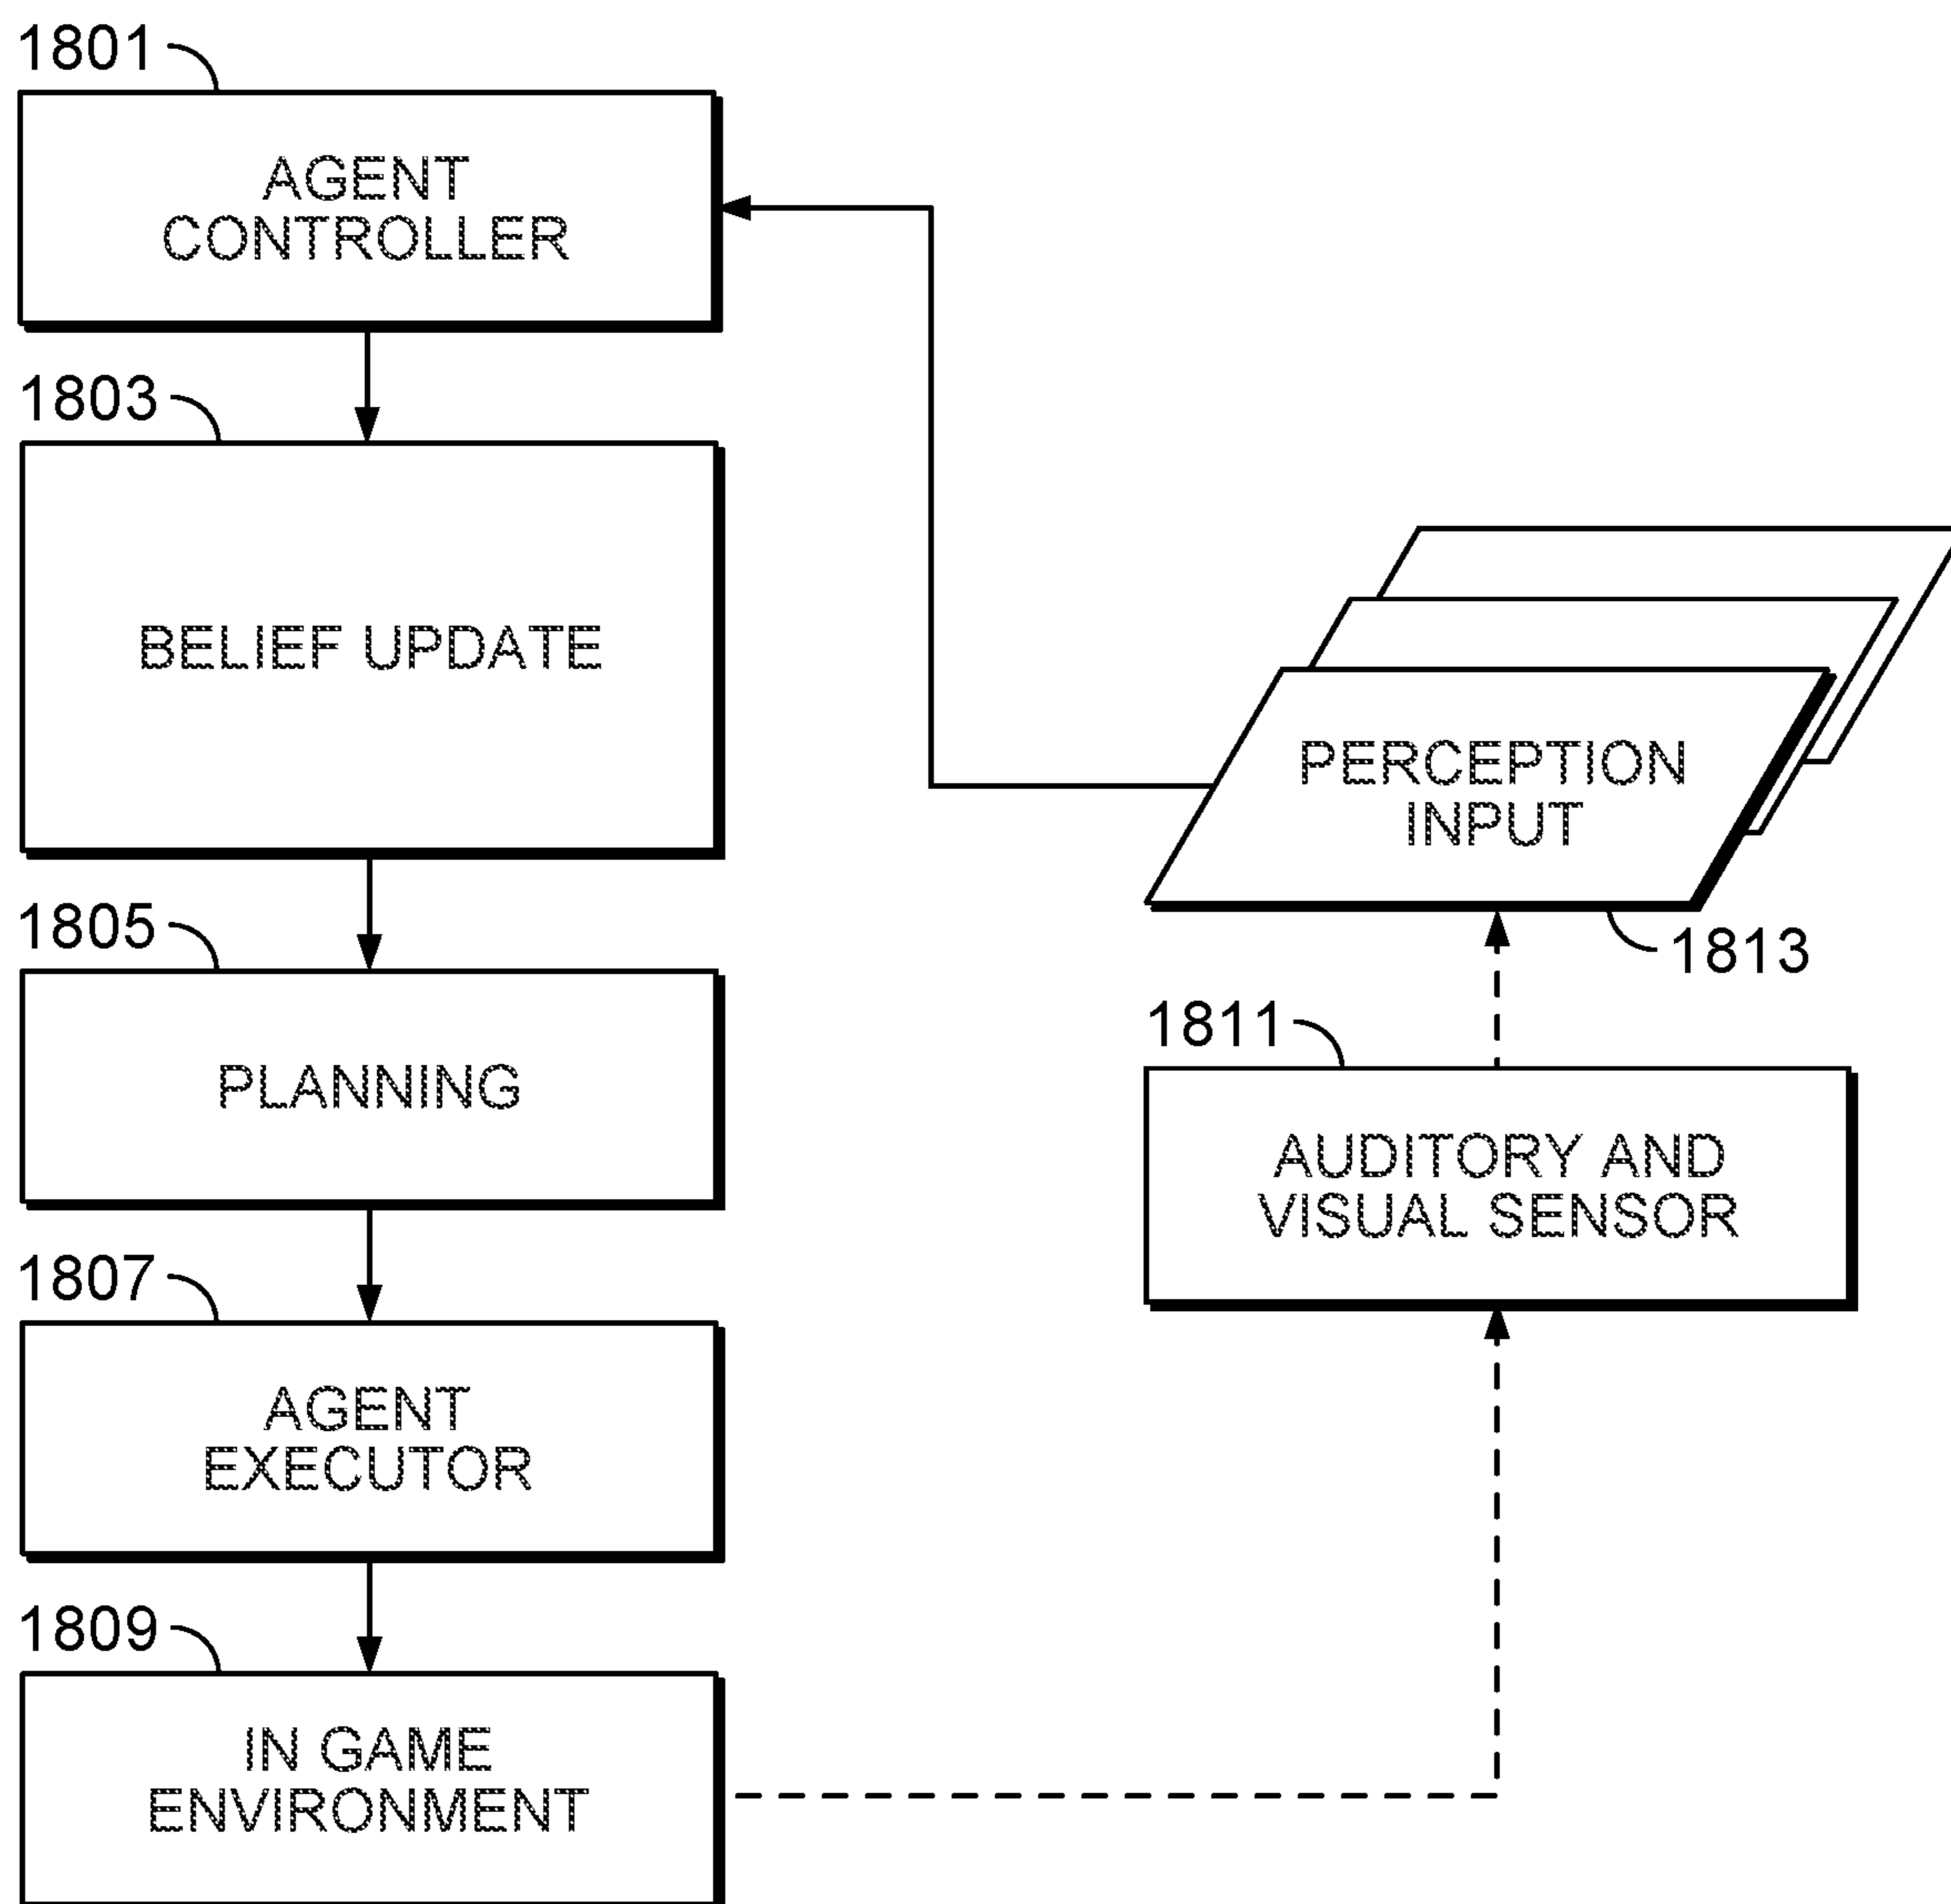 1801
AGENT
CONTROLLER
1803
BELIEF UPDATE
1805
PLANNING
1807
AGENT
EXECUTOR
1809
IN GAME
ENVIRONMENT
PERCEPTION
INPUT
1813
1811
AUDITORY AND
VISUAL SENSOR